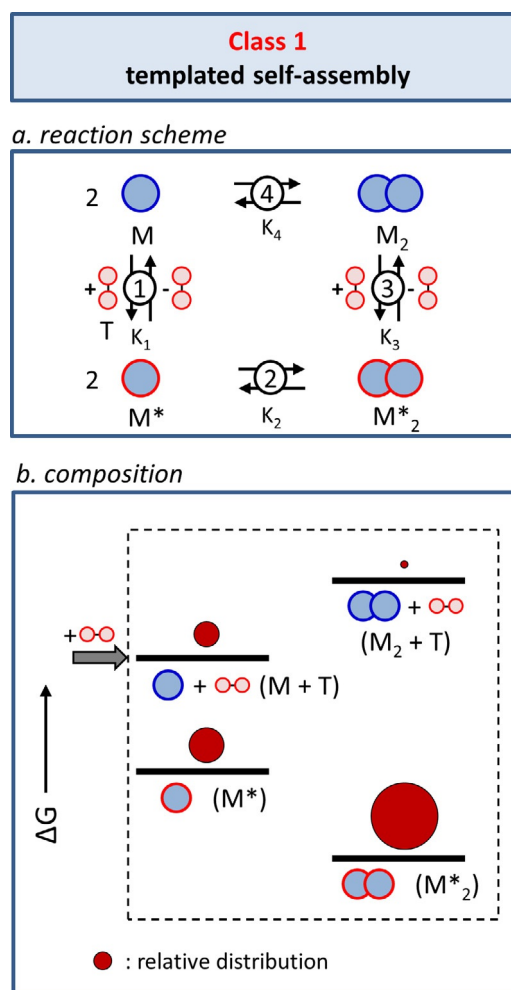 Class 1
templated self-assembly
a. reaction scheme
2 4
M K₄ M₂
+ 1 - + 3 -
T K₁ K₃
2 2
M* K₂ M*₂
b. composition
+
+ (M₂ + T)
+ (M + T)
(M*)
ΔG
(M*₂)
: relative distribution